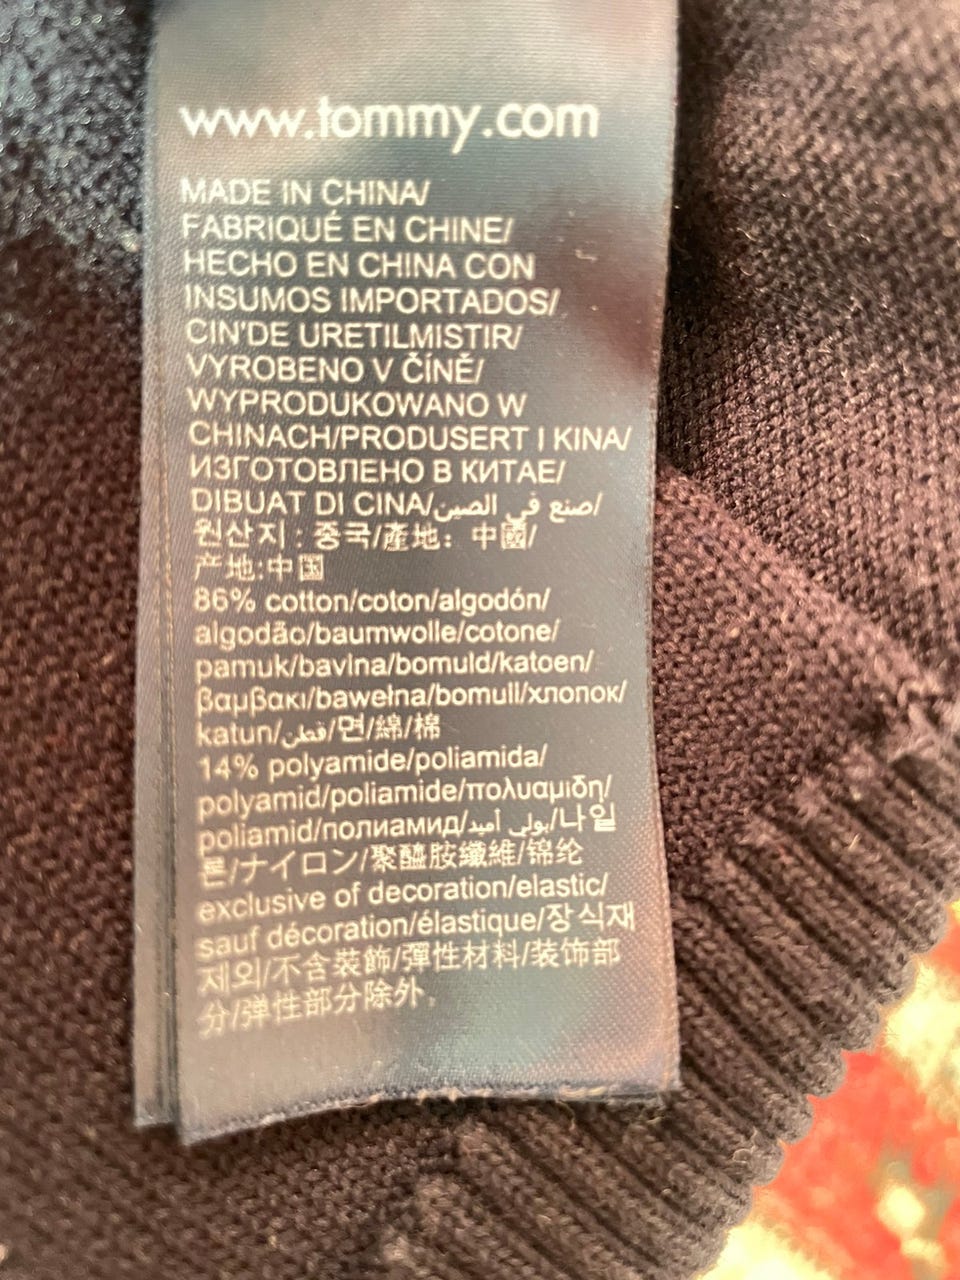 www.tommy.com
MADE IN CHINA/
FABRIQUÉ EN CHINE/
HECHO EN CHINA CON
INSUMOS IMPORTADOS/
CIN'DE URETILMISTIR/
VYROBENO V ČÍNĚ/
WYPRODUKOWANO W
CHINACH/PRODUSERT I KINA/
ИЗГОТОВЛЕНО В КИТАЕ/
DIBUAT DI CINA/صنع في الصين/
원산지 : 중국/產地：中國/
产地:中国
86% cotton/coton/algodón/
algodão/baumwolle/cotone/
pamuk/bavlna/bomuld/katoen/
βαμβακι/bawełna/bomull/хлопок/
katun/قطن/면/綿/棉
14% polyamide/poliamida/
polyamid/poliamide/πολυαμιδη/
poliamid/полиамид/بولي أميد/나일
론/ナイロン/聚醯胺纖維/锦纶
exclusive of decoration/elastic/
sauf décoration/élastique/장식재
제외/不含裝飾/彈性材料/装饰部
分/弹性部分除外